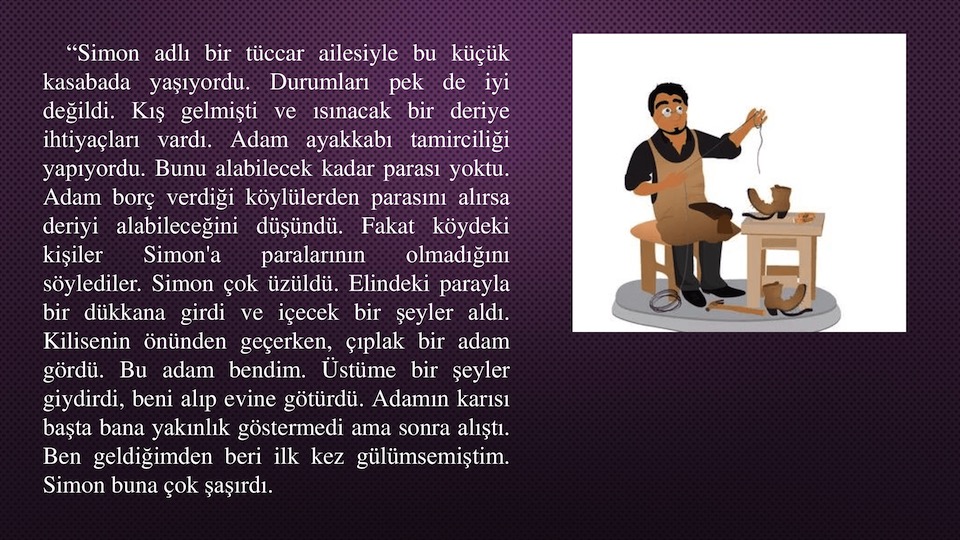 “Simon adlı bir tüccar ailesiyle bu küçük
kasabada yaşıyordu. Durumları pek de iyi
değildi. Kış gelmişti ve ısınacak bir deriye
ihtiyaçları vardı. Adam ayakkabı tamirciliği
yapıyordu. Bunu alabilecek kadar parası yoktu.
Adam borç verdiği köylülerden parasını alırsa
deriyi alabileceğini düşündü. Fakat köydeki
kişiler Simon'a paralarının olmadığını
söylediler. Simon çok üzüldü. Elindeki parayla
bir dükkana girdi ve içecek bir şeyler aldı.
Kilisenin önünden geçerken, çıplak bir adam
gördü. Bu adam bendim. Üstüme bir şeyler
giydirdi, beni alıp evine götürdü. Adamın karısı
başta bana yakınlık göstermedi ama sonra alıştı.
Ben geldiğimden beri ilk kez gülümsemiştim.
Simon buna çok şaşırdı.